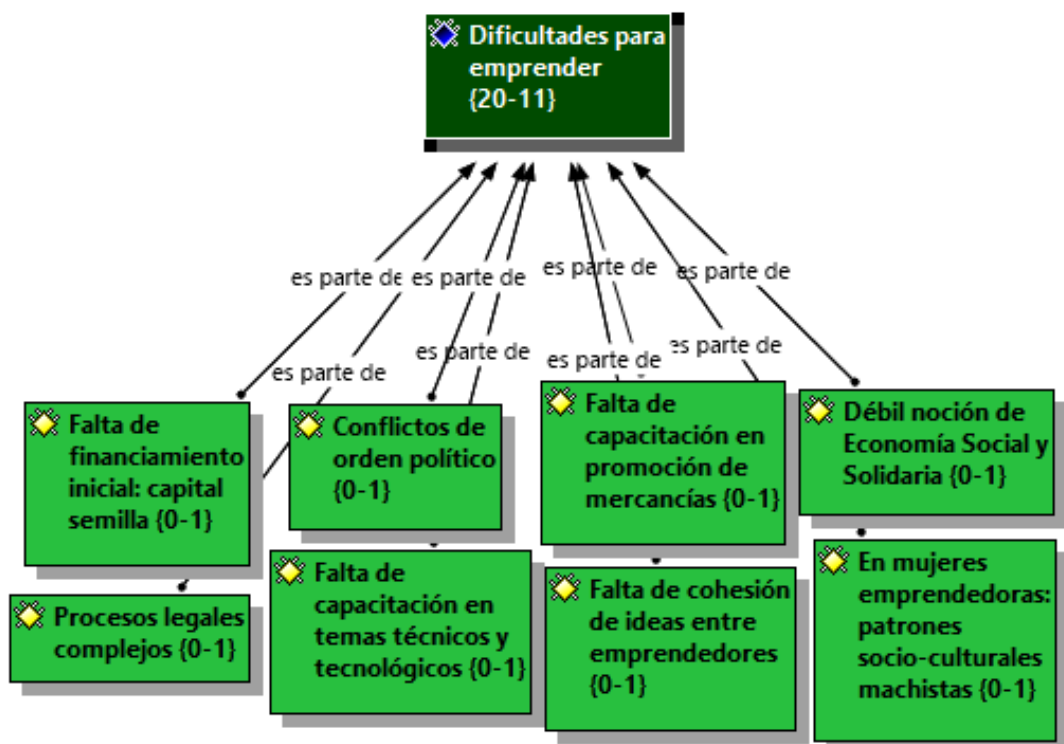 Dificultades para
emprender
{20-11}
es parte de
es parte de
es parte de
es parte de
es parte de
es parte de
es parte de
es parte de
Falta de
financiamiento
inicial: capital
semilla {0-1}
Conflictos de
orden político
{0-1}
Falta de
capacitación en
promoción de
mercancías {0-1}
Débil noción de
Economía Social y
Solidaria {0-1}
Procesos legales
complejos {0-1}
Falta de
capacitación en
temas técnicos y
tecnológicos {0-1}
Falta de cohesión
de ideas entre
emprendedores
{0-1}
En mujeres
emprendedoras:
patrones
socio-culturales
machistas {0-1}